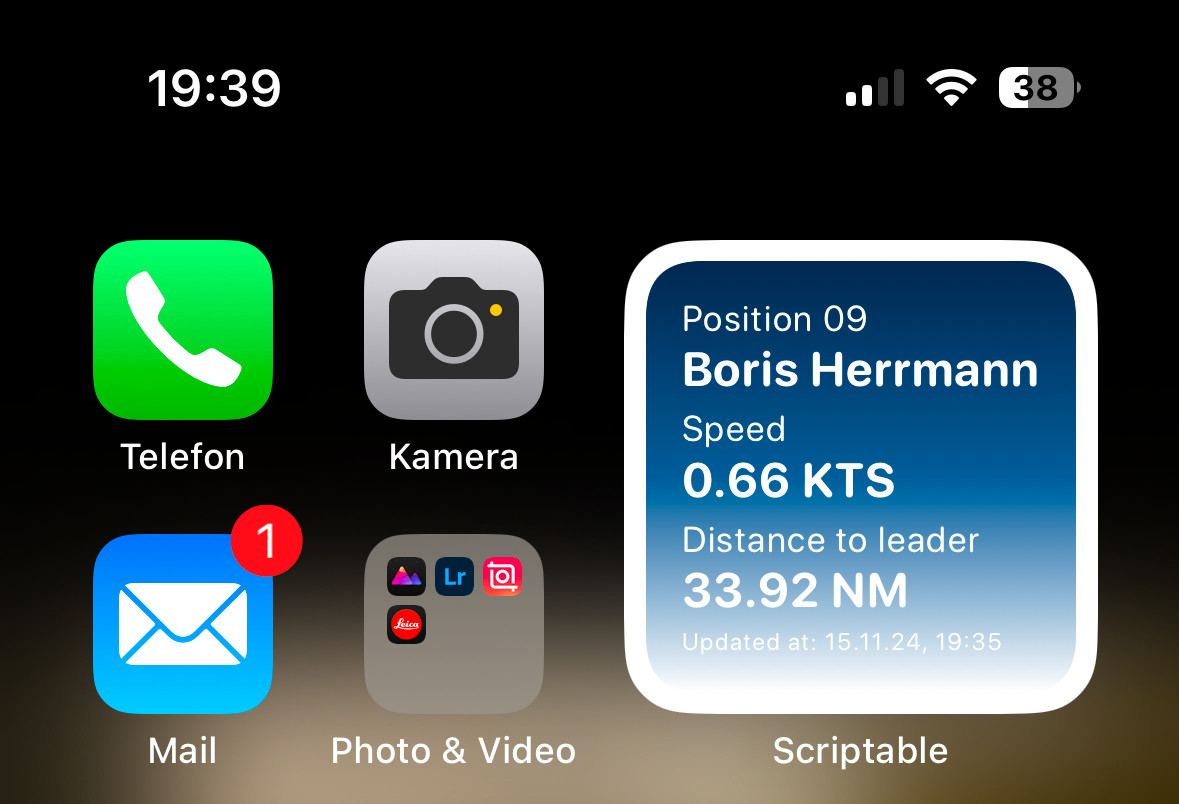 19:39
38
Position 09
Boris Herrmann
Speed
0.66 KTS
Distance to leader
33.92 NM
Updated at: 15.11.24, 19:35
Telefon
Kamera
1
Lr
Leica
Mail
Photo & Video
Scriptable